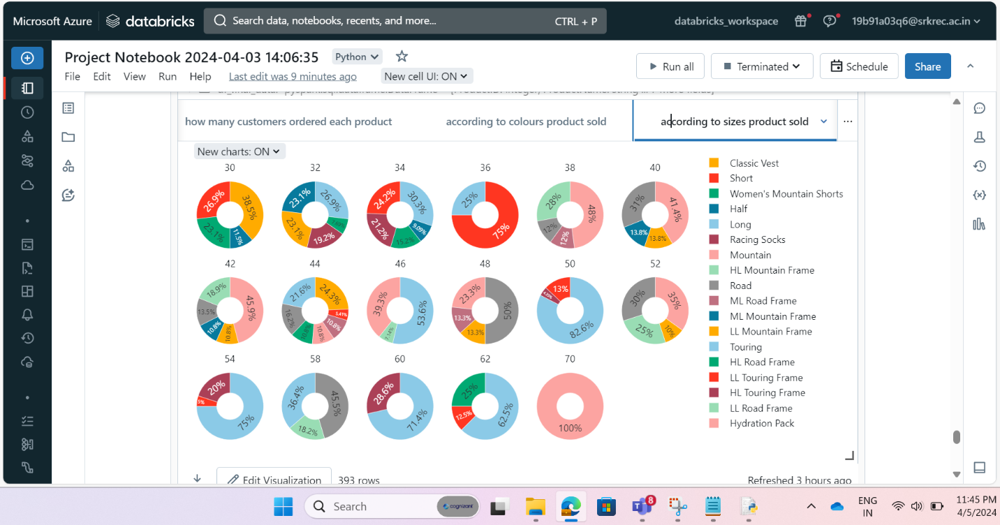 Microsoft Azure databricks Search data, notebooks, recents, and more... CTRL + P databricks_workspace 19b91a03q6@srkrec.ac.in
Project Notebook 2024-04-03 14:06:35 Python
Run all Terminated Schedule Share
File Edit View Run Help Last edit was 9 minutes ago New cell UI: ON
how many customers ordered each product according to colours product sold according to sizes product sold ...
New charts: ON
30 32 34 36 38 40
26.9% 38.5% 11.5% 23.1%
23.1% 26.9% 7.69% 19.2% 23.1%
24.2% 30.3% 9.09% 15.2% 21.2%
25% 75%
28% 48% 12% 12%
31% 41.4% 13.8% 13.8%
42 44 46 48 50 52
18.9% 45.9% 10.8% 10.8% 13.5%
21.6% 24.3% 5.41% 10.8% 10.8% 10.8% 16.2%
39.3% 53.6% 7.14%
23.3% 50% 13.3% 13.3%
13% 82.6%
30% 35% 10% 25%
54 58 60 62 70
20% 75% 5%
36.4% 45.5% 18.2%
28.6% 71.4%
25% 62.5% 12.5%
100%
Classic Vest
Short
Women's Mountain Shorts
Half
Long
Racing Socks
Mountain
HL Mountain Frame
Road
ML Road Frame
ML Mountain Frame
LL Mountain Frame
Touring
HL Road Frame
LL Touring Frame
HL Touring Frame
LL Road Frame
Hydration Pack
Edit Visualization 393 rows Refreshed 3 hours ago
Search cognizant 8 ENG
IN
11:45 PM
4/5/2024